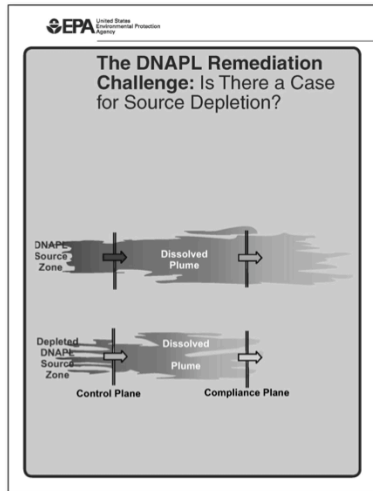 EPA
United States
Environmental Protection
Agency
The DNAPL Remediation
Challenge: Is There a Case
for Source Depletion?
DNAPL
Source
Zone
Dissolved
Plume
Depleted
DNAPL
Source
Zone
Dissolved
Plume
Control Plane
Compliance Plane